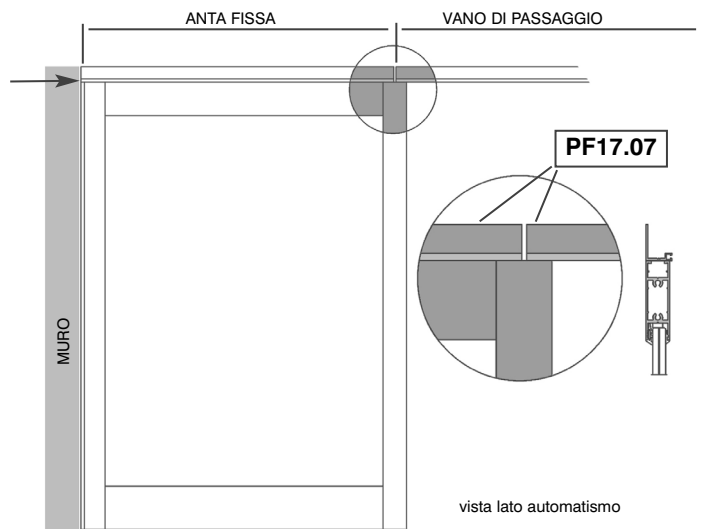 ANTA FISSA
VANO DI PASSAGGIO
PF17.07
MURO
vista lato automatismo